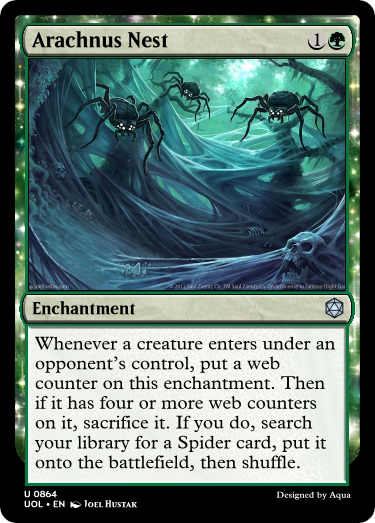 Arachnus Nest 1
Enchantment
Whenever a creature enters under an
opponent's control, put a web
counter on this enchantment. Then
if it has four or more web counters
on it, sacrifice it. If you do, search
your library for a Spider card, put it
onto the battlefield, then shuffle.
U 0864
UOL • EN Joel Hustak
Designed by Aqua